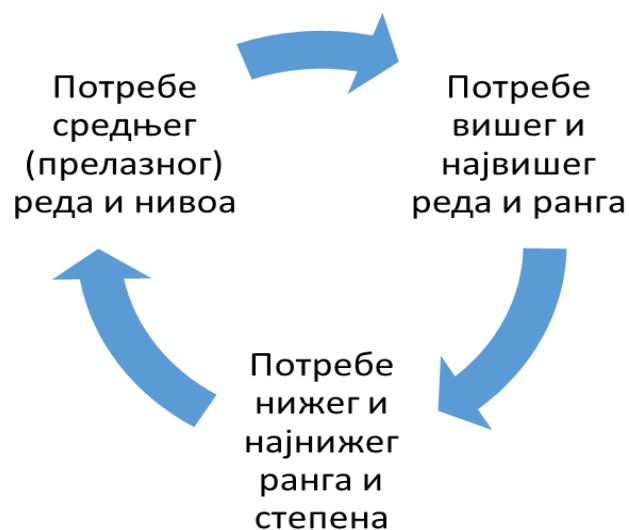 Потребе
средњег
(прелазног)
реда и нивоа
Потребе
вишег и
највишег
реда и ранга
Потребе
нижег и
најнижег
ранга и
степена